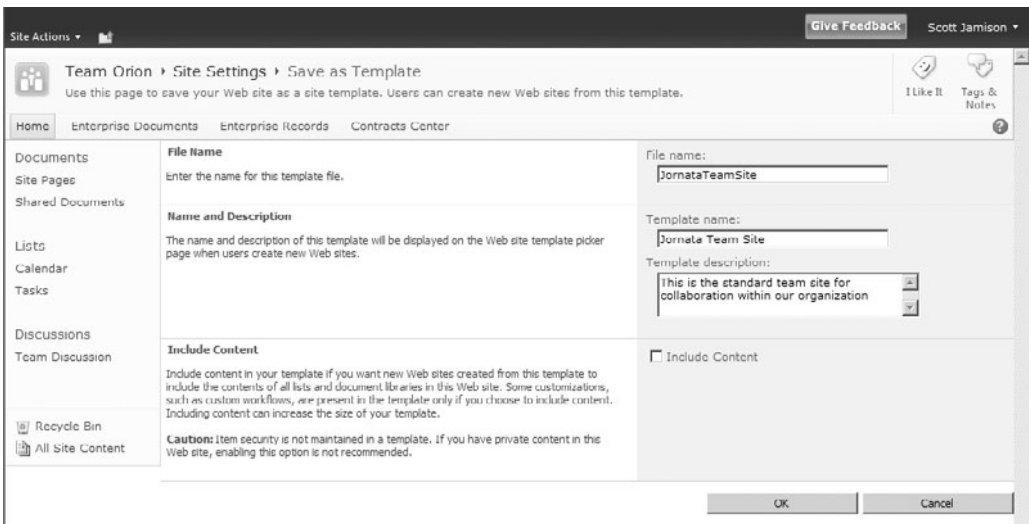 Site Actions
Give Feedback
Scott Jamison
Team Orion › Site Settings › Save as Template
Use this page to save your Web site as a site template. Users can create new Web sites from this template.
I Like It
Tags & Notes
Home Enterprise Documents Enterprise Records Contracts Center
Documents
Site Pages
Shared Documents
Lists
Calendar
Tasks
Discussions
Team Discussion
Recycle Bin
All Site Content
File Name
Enter the name for this template file.
File name:
JornataTeamSite
Name and Description
The name and description of this template will be displayed on the Web site template picker
page when users create new Web sites.
Template name:
Jornata Team Site
Template description:
This is the standard team site for
collaboration within our organization
Include Content
Include content in your template if you want new Web sites created from this template to
include the contents of all lists and document libraries in this Web site. Some customizations,
such as custom workflows, are present in the template only if you choose to include content.
Including content can increase the size of your template.
Caution: Item security is not maintained in a template. If you have private content in this
Web site, enabling this option is not recommended.
Include Content
OK
Cancel